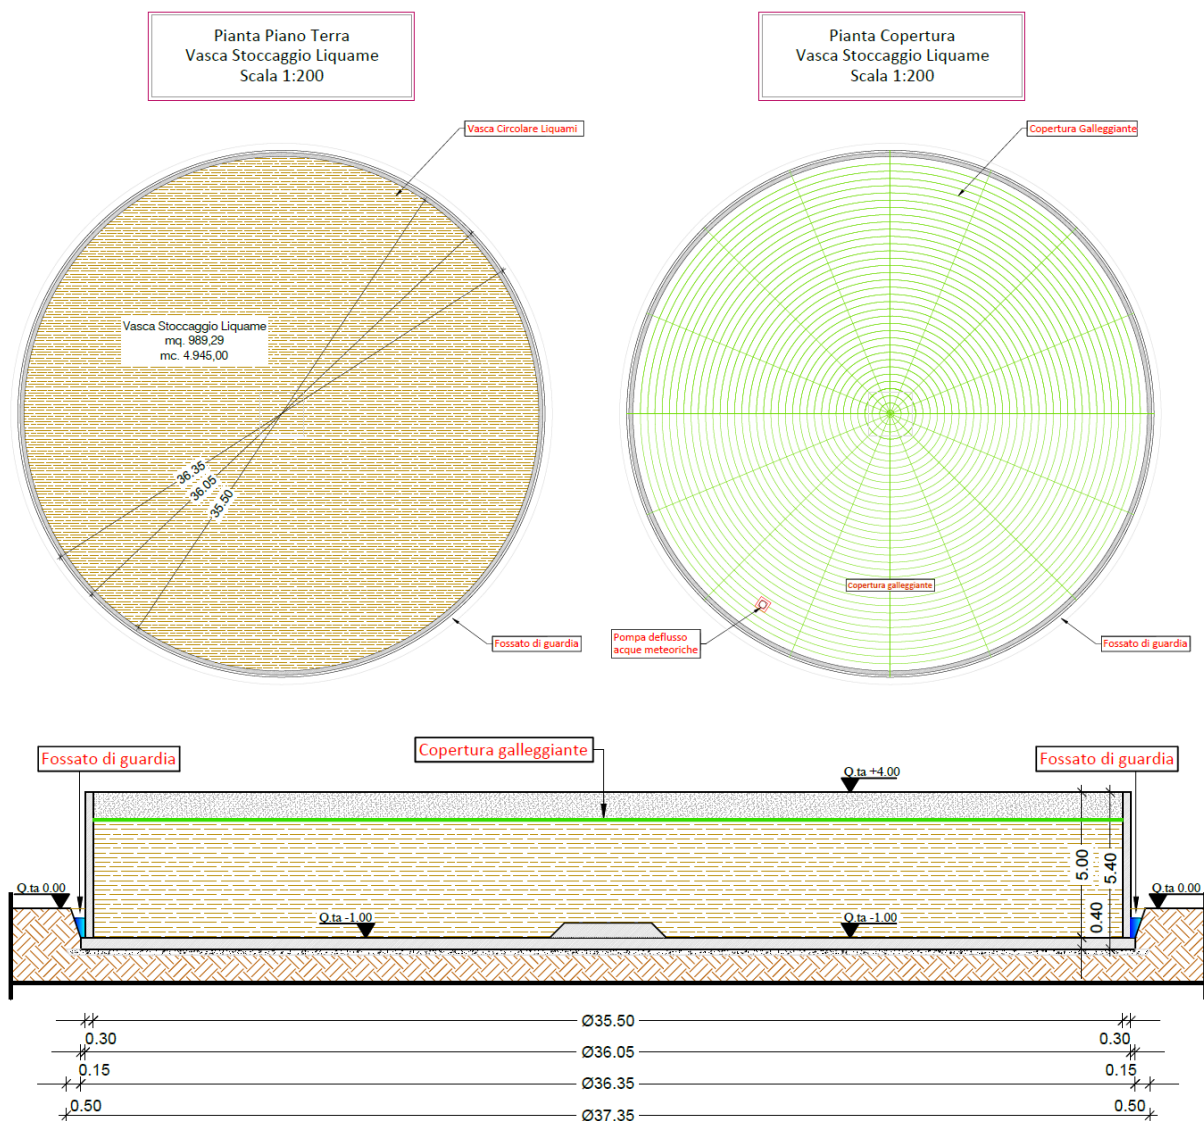 Pianta Piano Terra
Vasca Stoccaggio Liquame
Scala 1:200
Pianta Copertura
Vasca Stoccaggio Liquame
Scala 1:200
Vasca Circolare Liquami
Copertura Galleggiante
Vasca Stoccaggio Liquame
mq. 989,29
mc. 4.945,00
36.35
36.05
35.50
Fossato di guardia
Copertura galleggiante
Pompa deflusso
acque meteoriche
Fossato di guardia
Fossato di guardia
Copertura galleggiante
Fossato di guardia
Q.ta +4.00
5.00
5.40
0.40
Q.ta 0.00
Q.ta -1.00
Q.ta -1.00
Q.ta 0.00
Ø35.50
0.30
0.30
Ø36.05
0.15
0.15
Ø36.35
0.50
0.50
Ø37.35